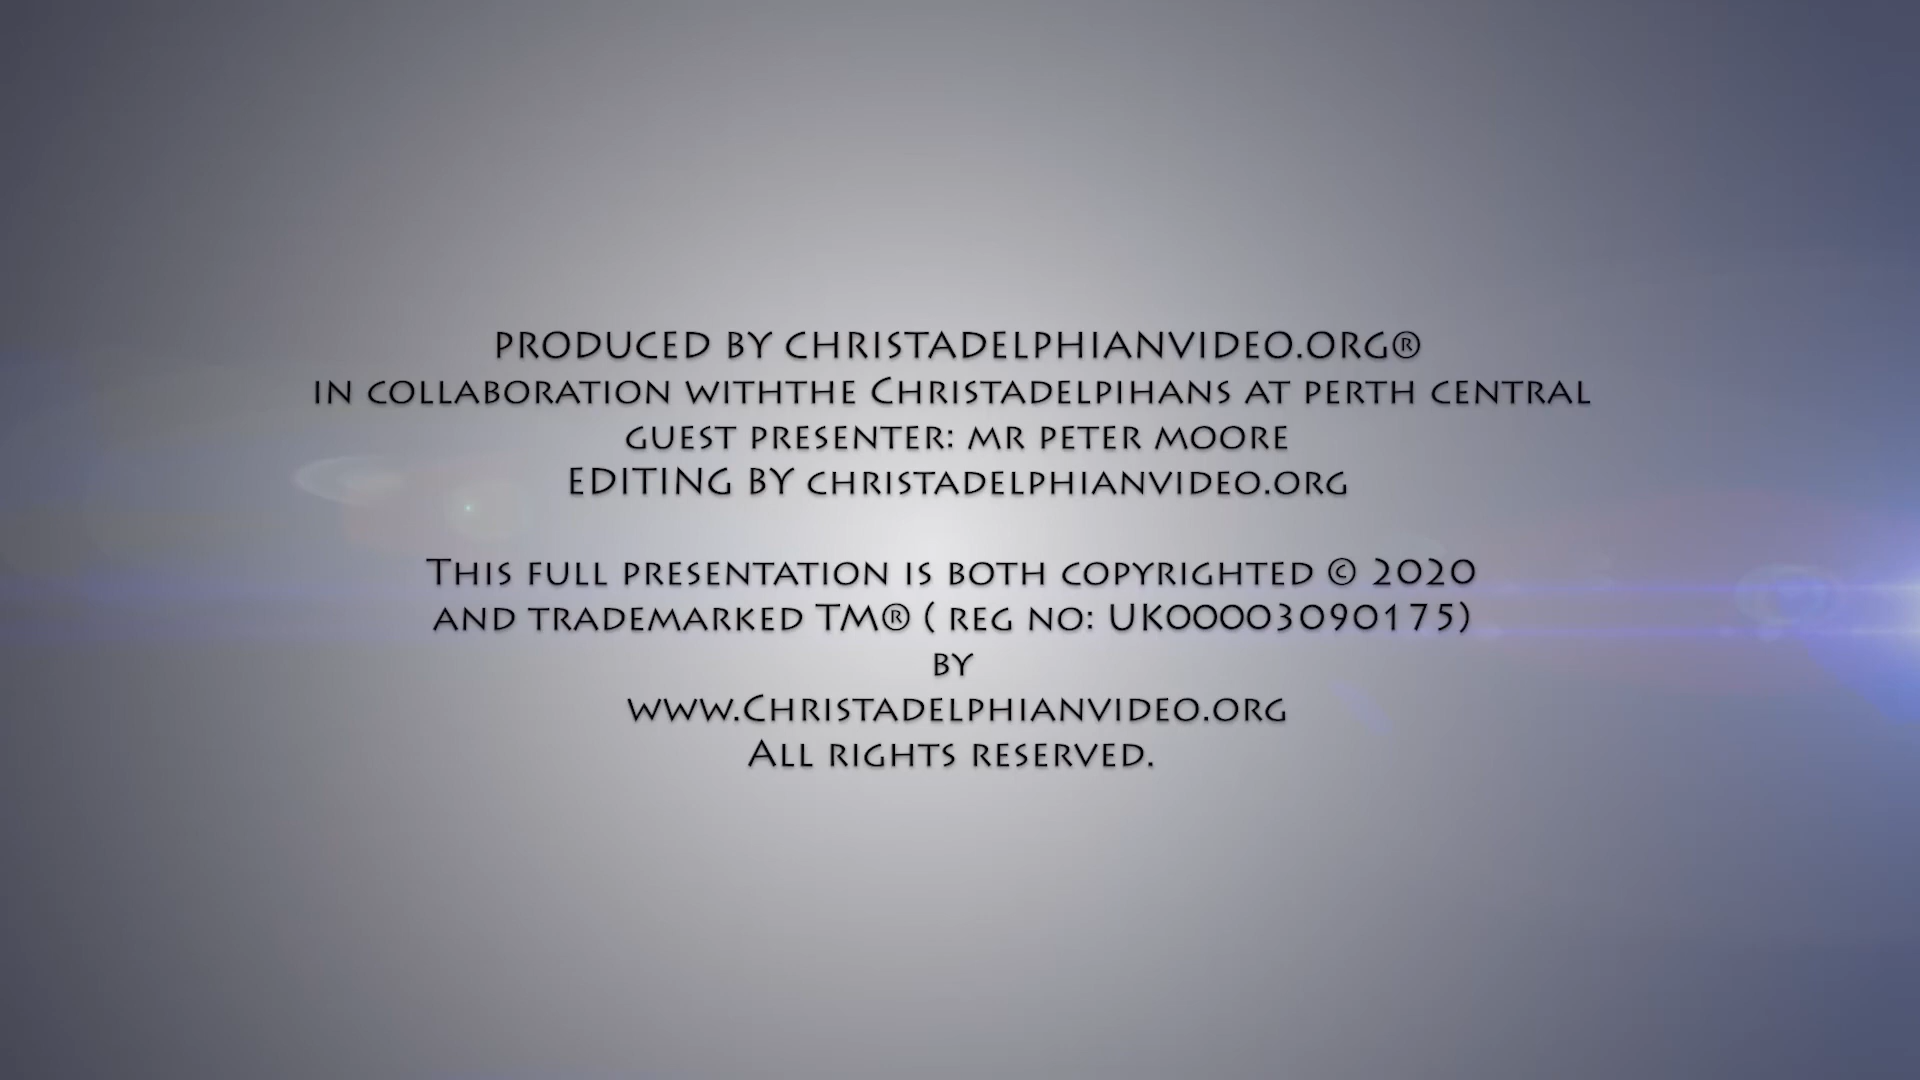 PRODUCED BY CHRISTADELPHIANVIDEO.ORG®
IN COLLABORATION WITHTHE CHRISTADELPIHANS AT PERTH CENTRAL
GUEST PRESENTER: MR PETER MOORE
EDITING BY CHRISTADELPHIANVIDEO.ORG
THIS FULL PRESENTATION IS BOTH COPYRIGHTED © 2020
AND TRADEMARKED TM® ( REG NO: UK00003090175)
BY
WWW.CHRISTADELPHIANVIDEO.ORG
ALL RIGHTS RESERVED.